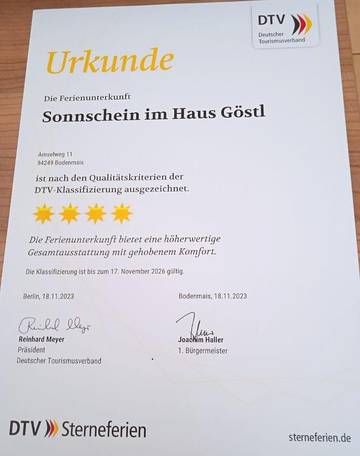 DTV
Deutscher
Tourismusverband
Urkunde
Die Ferienunterkunft
Sonnschein im Haus Göstl
Amselweg 11
94249 Bodenmais
ist nach den Qualitätskriterien der
DTV-Klassifizierung ausgezeichnet.
Die Ferienunterkunft bietet eine höherwertige
Gesamtausstattung mit gehobenem Komfort.
Die Klassifizierung ist bis zum 17. November 2026 gültig.
Berlin, 18.11.2023
Bodenmais, 18.11.2023
Reinhard Meyer
Reinhard Meyer
Präsident
Deutscher Tourismusverband
Joachim Haller
1. Bürgermeister
DTV Sterneferien
sterneferien.de